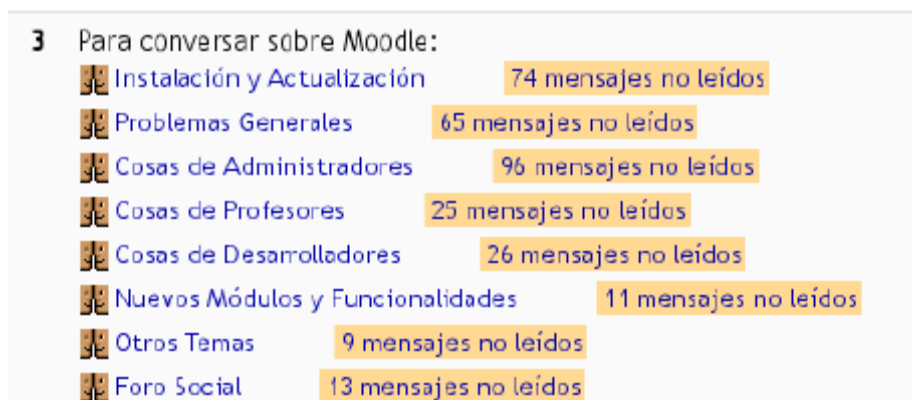 3 Para conversar sobre Moodle:
Instalación y Actualización 74 mensajes no leídos
Problemas Generales 65 mensajes no leídos
Cosas de Administradores 96 mensajes no leídos
Cosas de Profesores 25 mensajes no leídos
Cosas de Desarrolladores 26 mensajes no leídos
Nuevos Módulos y Funcionalidades 11 mensajes no leídos
Otros Temas 9 mensajes no leídos
Foro Social 13 mensajes no leídos